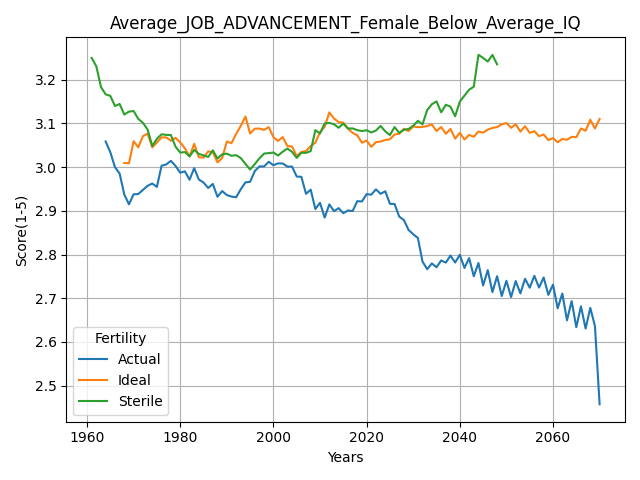 Average_JOB_ADVANCEMENT_Female_Below_Average_IQ
Score(1-5)
3.2
3.1
3.0
2.9
2.8
2.7
2.6
2.5
Fertility
Actual
Ideal
Sterile
1960 1980 2000 2020 2040 2060
Years